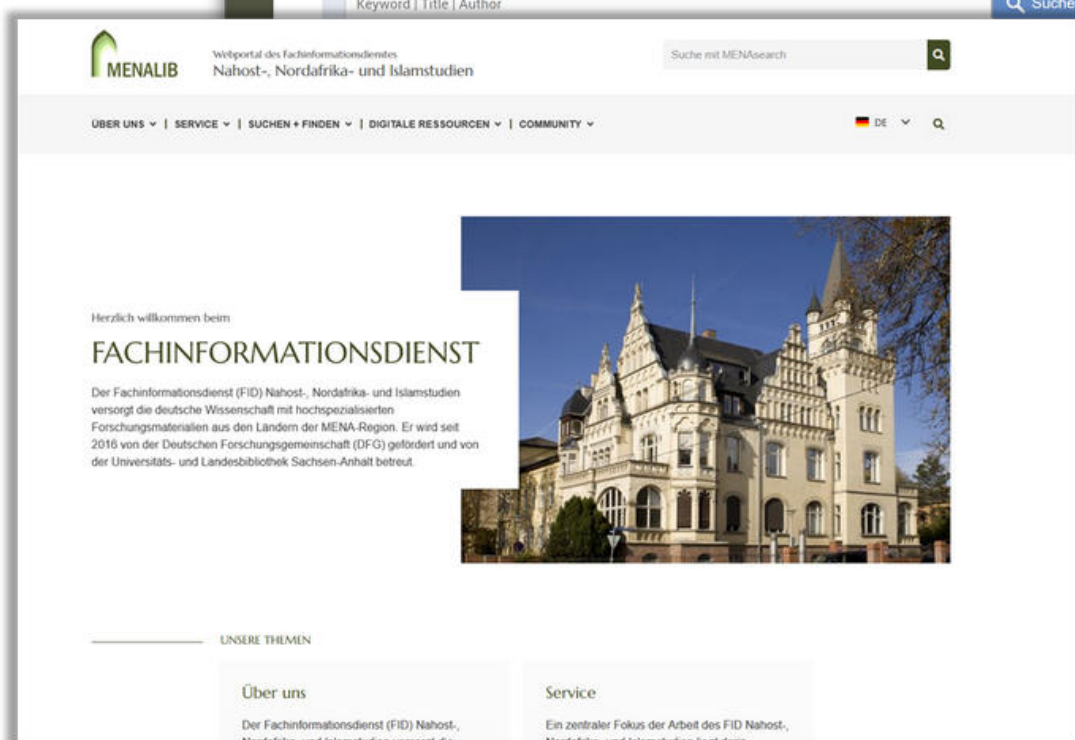 Keyword | Title | Author
Suche
MENALIB
Webportal des Fachinformationsdienstes
Nahost-, Nordafrika- und Islamstudien
Suche mit MENAsearch
ÜBER UNS | SERVICE | SUCHEN + FINDEN | DIGITALE RESSOURCEN | COMMUNITY
DE
Herzlich willkommen beim
FACHINFORMATIONSDIENST
Der Fachinformationsdienst (FID) Nahost-, Nordafrika- und Islamstudien
versorgt die deutsche Wissenschaft mit hochspezialisierten
Forschungsmaterialien aus den Ländern der MENA-Region. Er wird seit
2016 von der Deutschen Forschungsgemeinschaft (DFG) gefördert und von
der Universitäts- und Landesbibliothek Sachsen-Anhalt betreut.
UNSERE THEMEN
Über uns
Der Fachinformationsdienst (FID) Nahost-,
Service
Ein zentraler Fokus der Arbeit des FID Nahost-,